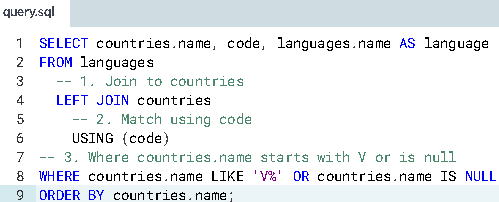 query.sql
1 SELECT countries.name, code, languages.name AS language
2 FROM languages
3 -- 1. Join to countries
4 LEFT JOIN countries
5 -- 2. Match using code
6 USING (code)
7 -- 3. Where countries.name starts with V or is null
8 WHERE countries.name LIKE 'V%' OR countries.name IS NULL
9 ORDER BY countries.name;